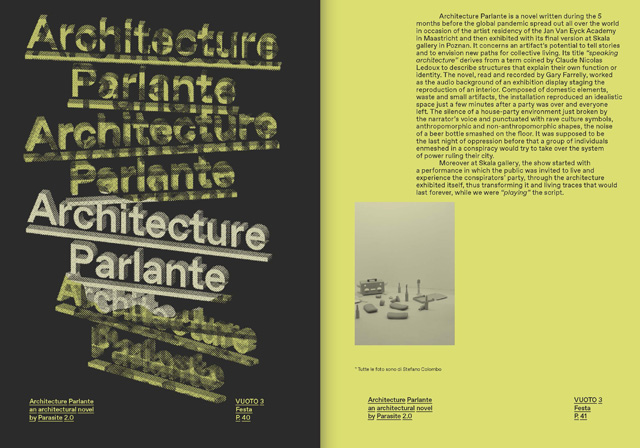 Architecture
Parlante
Architecture
Parlante
Architecture
Parlante
Architecture
Parlante
Architecture Parlante
an architectural novel
by Parasite 2.0
VUOTO 3
Festa
P. 40
Architecture Parlante is a novel written during the 5
months before the global pandemic spread out all over the world
in occasion of the artist residency of the Jan Van Eyck Academy
in Maastricht and then exhibited with its final version at Skala
gallery in Poznan. It concerns an artifact's potential to tell stories
and to envision new paths for collective living. Its title "speaking
architecture" derives from a term coined by Claude Nicolas
Ledoux to describe structures that explain their own function or
identity. The novel, read and recorded by Gary Farrelly, worked
as the audio background of an exhibition display staging the
reproduction of an interior. Composed of domestic elements,
waste and small artifacts, the installation reproduced an idealistic
space just a few minutes after a party was over and everyone
left. The silence of a house-party environment just broken by
the narrator's voice and punctuated with rave culture symbols,
anthropomorphic and non-anthropomorphic shapes, the noise
of a beer bottle smashed on the floor. It was supposed to be
the last night of oppression before that a group of individuals
enmeshed in a conspiracy would try to take over the system
of power ruling their city.
Moreover at Skala gallery, the show started with
a performance in which the public was invited to live and
experience the conspirators' party, through the architecture
exhibited itself, thus transforming it and living traces that would
last forever, while we were "playing" the script.
* Tutte le foto sono di Stefano Colombo
Architecture Parlante
an architectural novel
by Parasite 2.0
VUOTO 3
Festa
P. 41